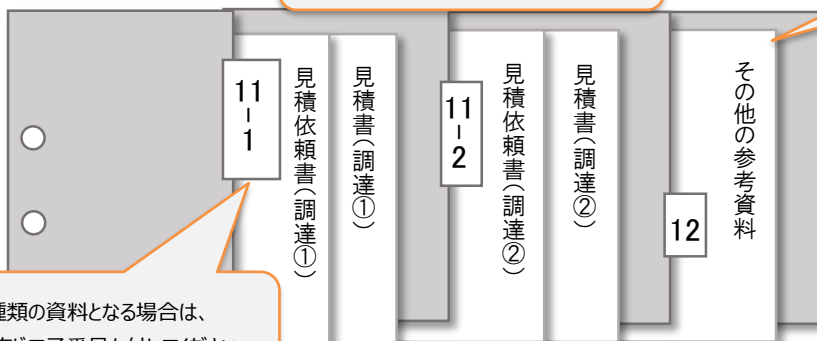 11-1
見積依頼書(調達①)
見積書(調達①)
11-2
見積依頼書(調達②)
見積書(調達②)
12
その他の参考資料
種類の資料となる場合は、